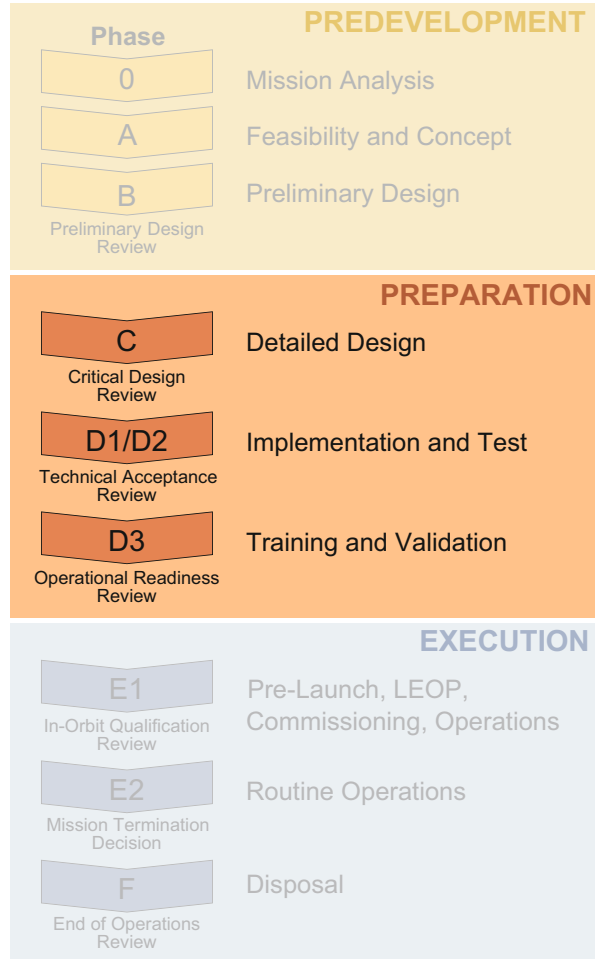 PREDEVELOPMENT
Phase
0
Mission Analysis
A
Feasibility and Concept
B
Preliminary Design
Preliminary Design
Review
PREPARATION
C
Detailed Design
Critical Design
Review
D1/D2
Implementation and Test
Technical Acceptance
Review
D3
Training and Validation
Operational Readiness
Review
EXECUTION
E1
Pre-Launch, LEOP,
Commissioning, Operations
In-Orbit Qualification
Review
E2
Routine Operations
Mission Termination
Decision
F
Disposal
End of Operations
Review